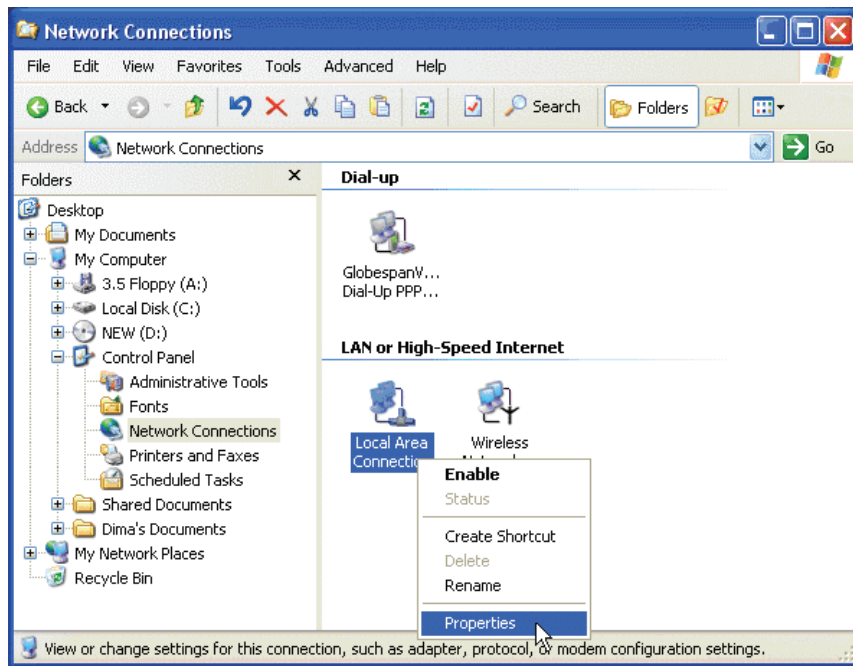 Network Connections
File Edit View Favorites Tools Advanced Help
Back Search Folders
Address Network Connections Go
Folders
Desktop
My Documents
My Computer
3.5 Floppy (A:)
Local Disk (C:)
NEW (D:)
Control Panel
Administrative Tools
Fonts
Network Connections
Printers and Faxes
Scheduled Tasks
Shared Documents
Dima's Documents
My Network Places
Recycle Bin
Dial-up
GlobespanV...
Dial-Up PPP...
LAN or High-Speed Internet
Local Area
Wireless
Enable
Status
Create Shortcut
Delete
Rename
Properties
View or change settings for this connection, such as adapter, protocol, or modem configuration settings.